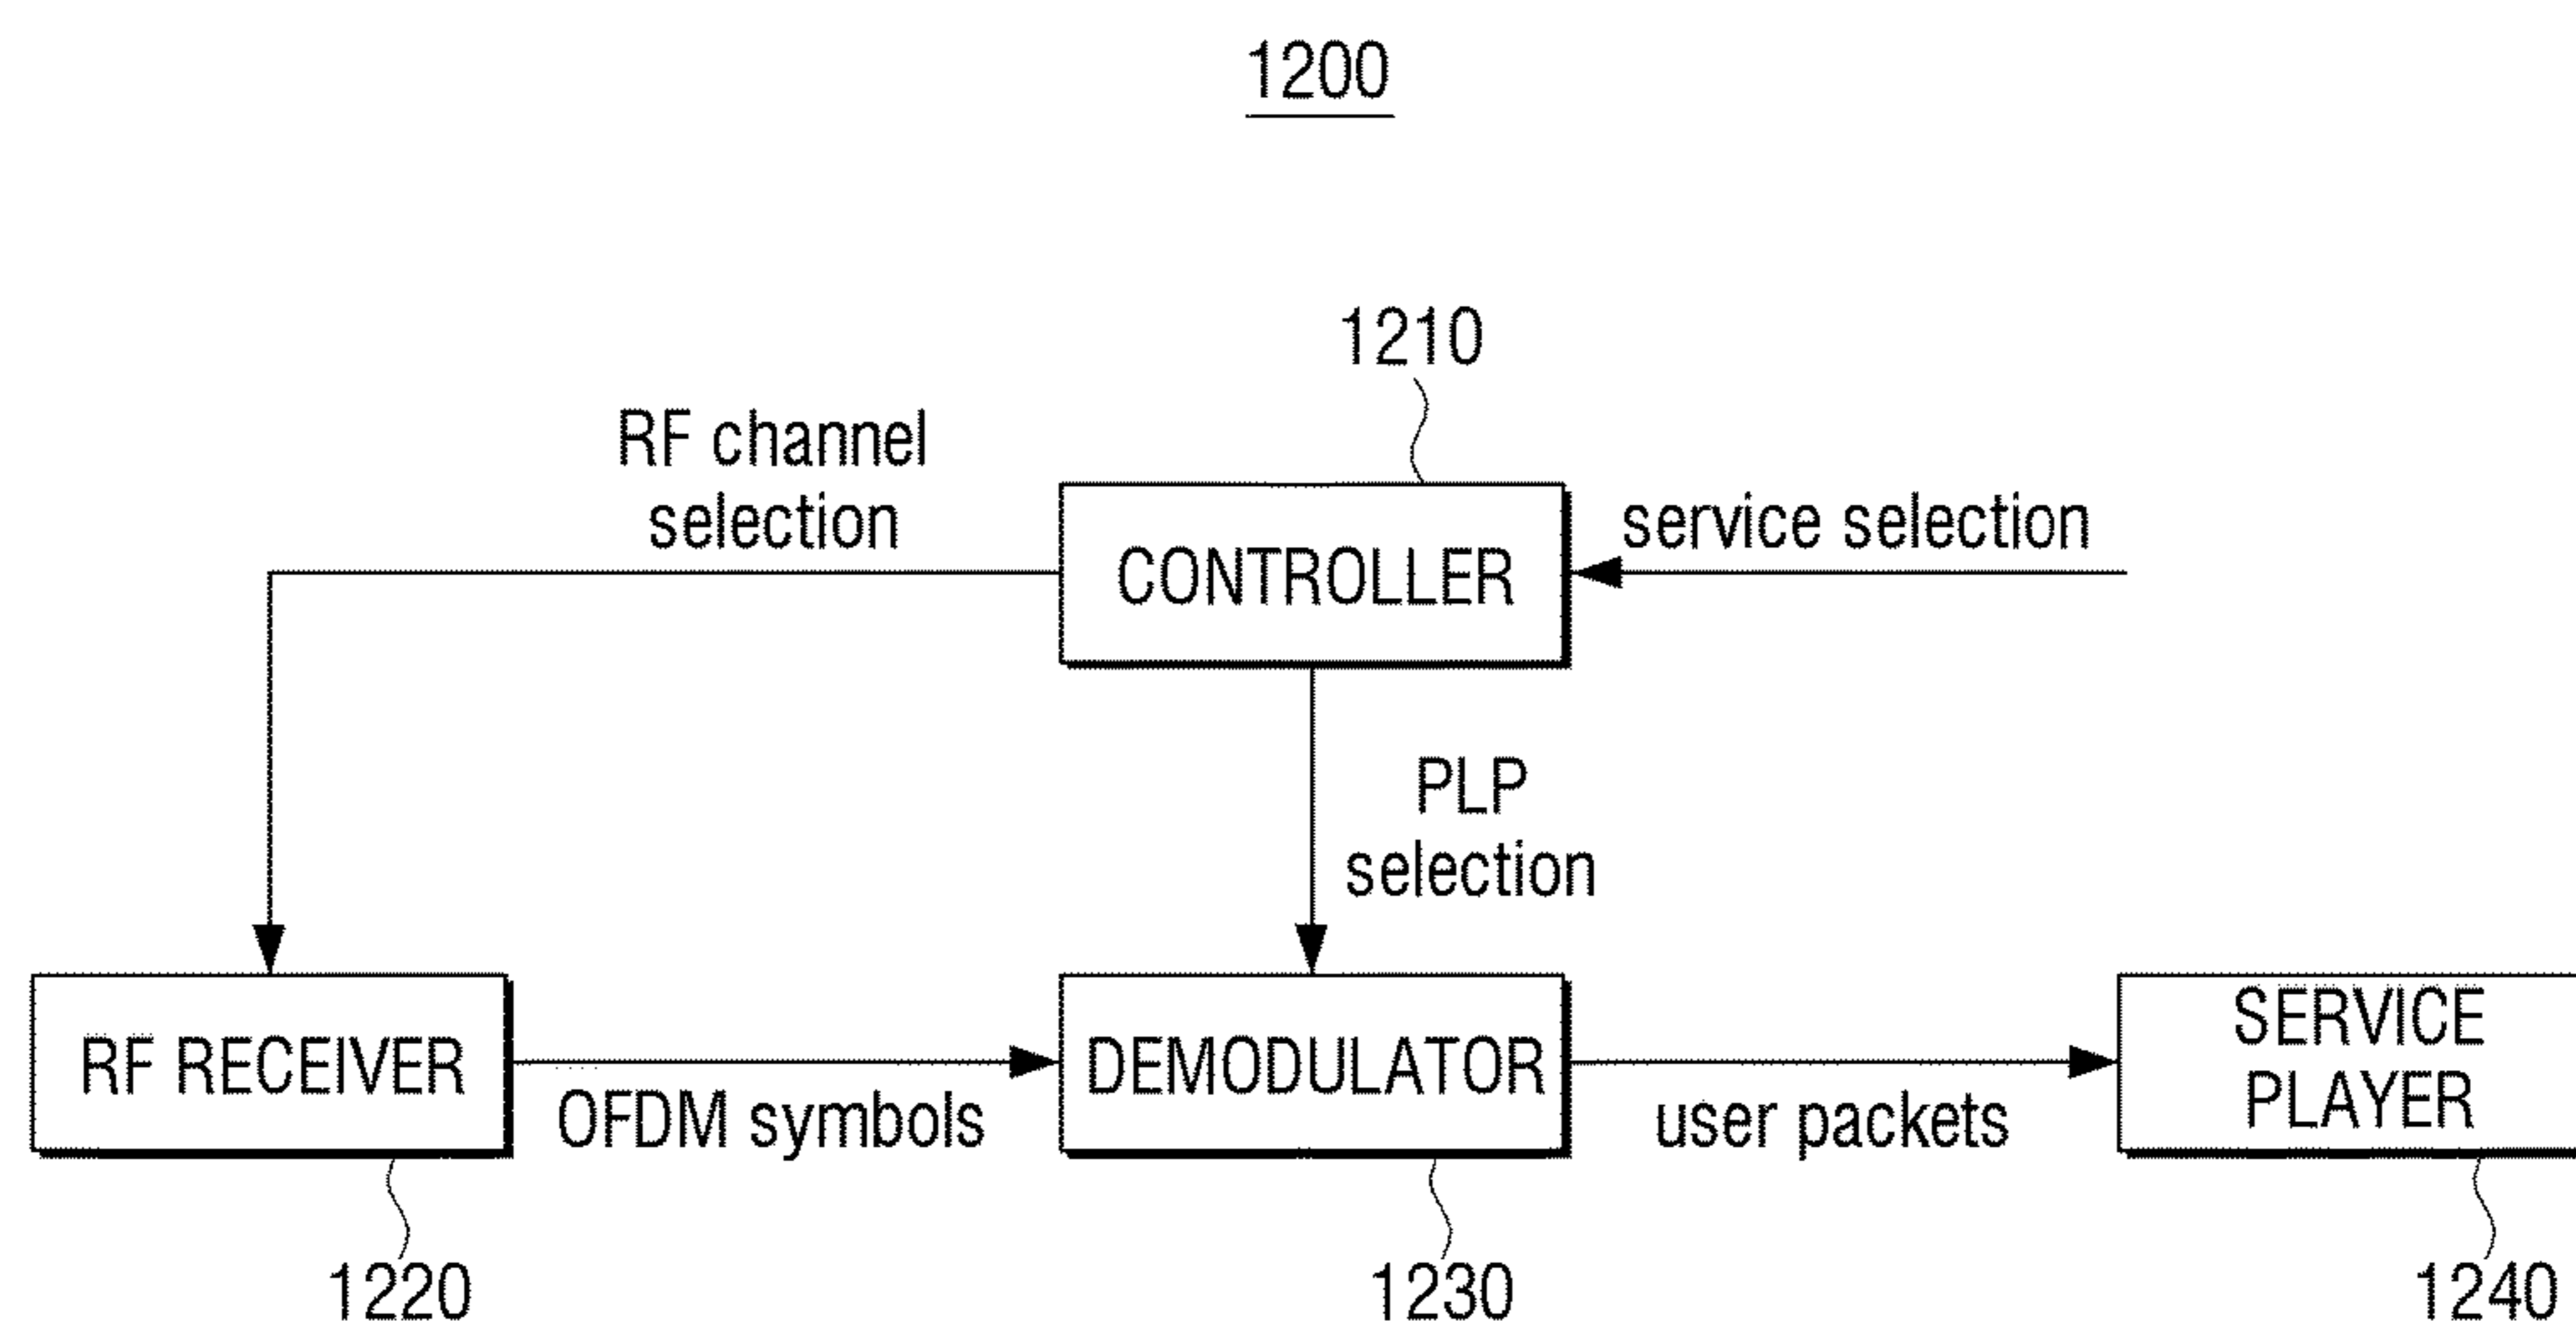 1200
1210
RF channel
selection
CONTROLLER
service selection
PLP
selection
RF RECEIVER
OFDM symbols
DEMODULATOR
user packets
SERVICE
PLAYER
1220
1230
1240